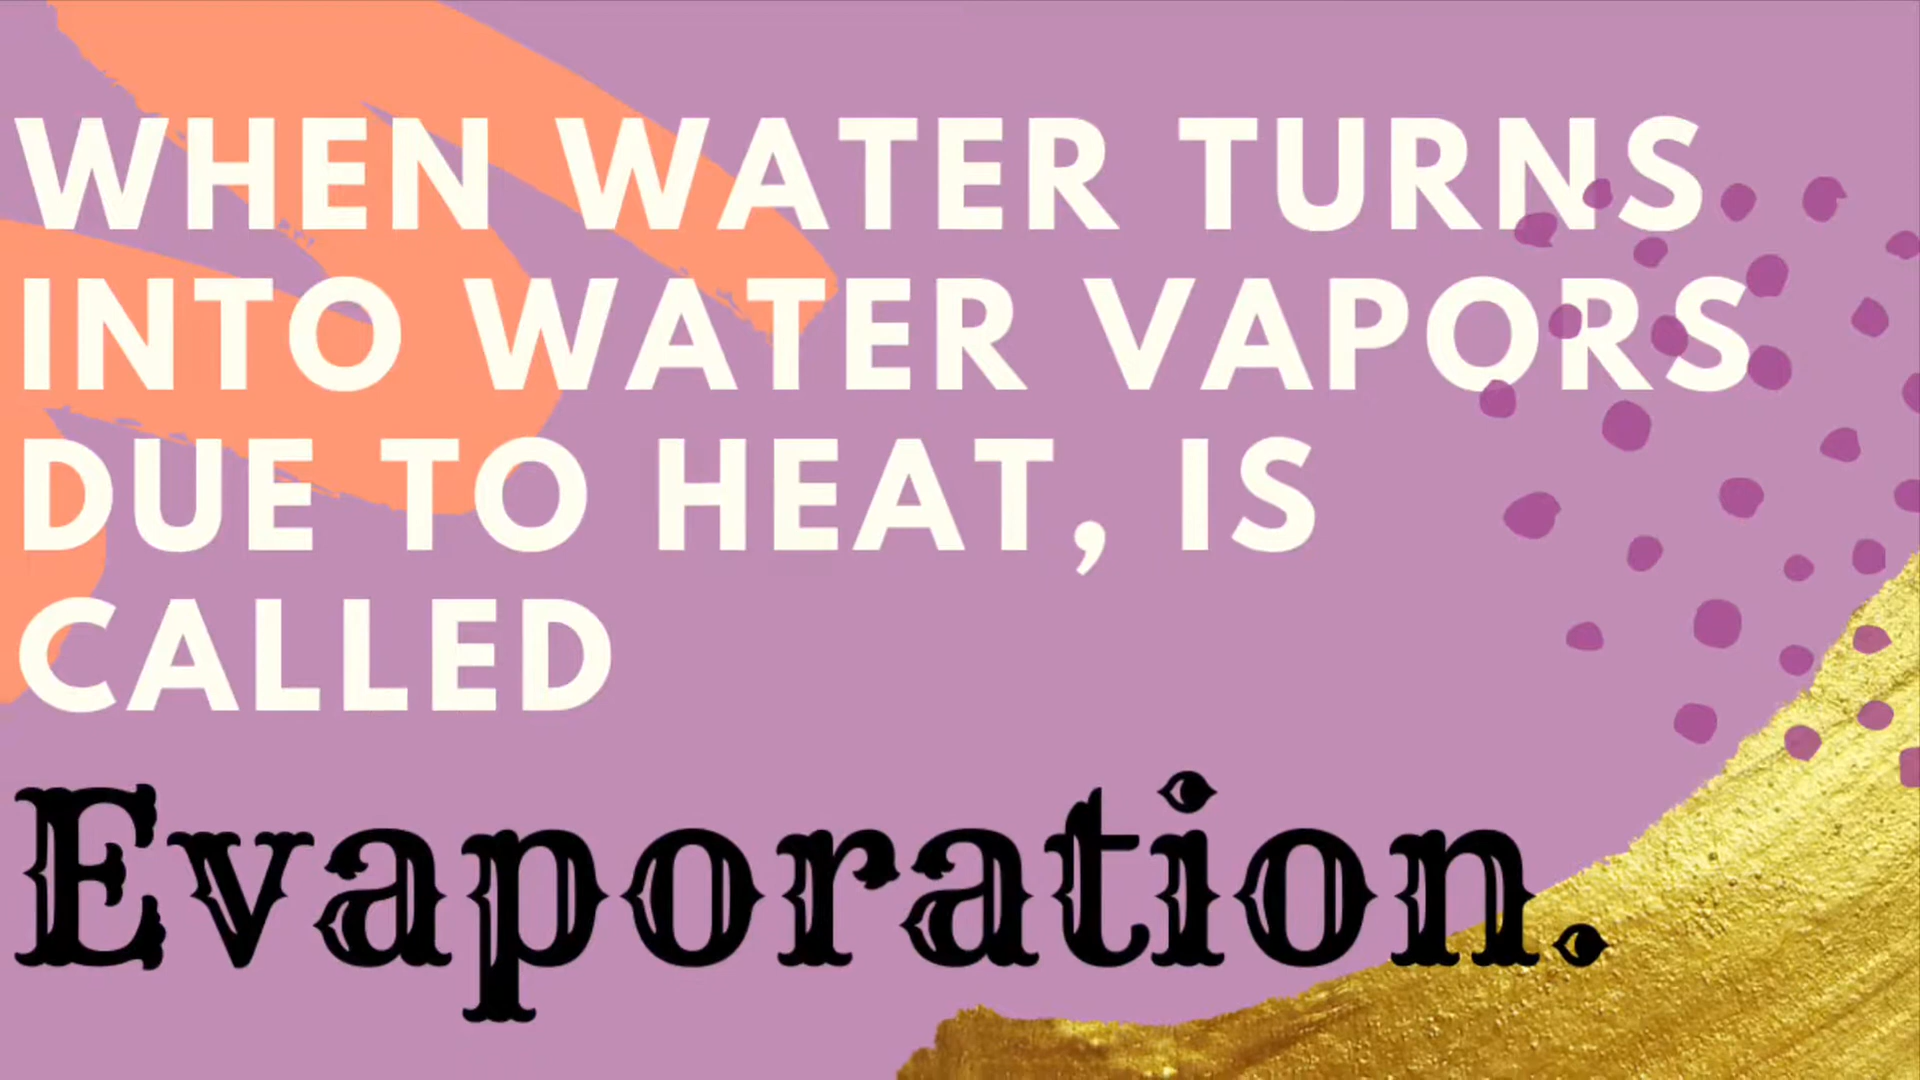 WHEN WATER TURNS
INTO WATER VAPORS
DUE TO HEAT, IS
CALLED
Evaporation.